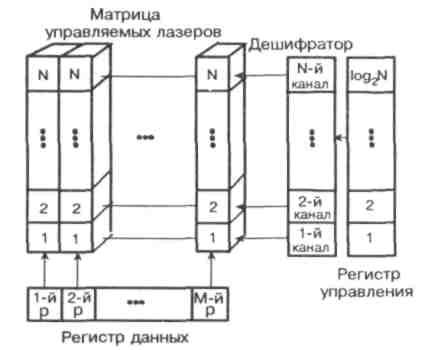 Матрица
управляемых лазеров
Дешифратор
N N N N-й
канал log₂N
2 2 2 2-й
канал 2
1 1 1 1-й
канал 1
Регистр
управления
1-й
р 2-й
р М-й
р
Регистр данных